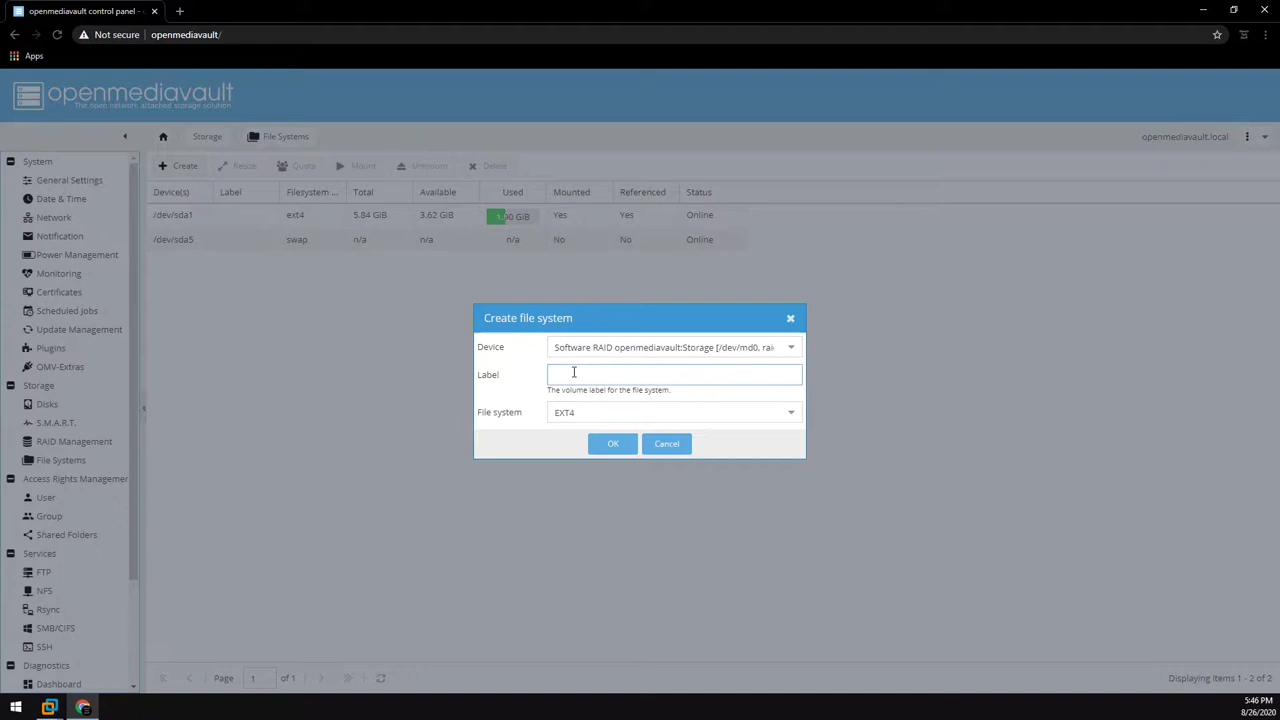 openmediavault control panel -
Not secure | openmediavault/
Apps
openmediavault
The open network attached storage solution
Storage
File Systems
openmediavault.local
System
General Settings
Date & Time
Network
Notification
Power Management
Monitoring
Certificates
Scheduled Jobs
Update Management
Plugins
OMV-Extras
Storage
Disks
S.M.A.R.T.
RAID Management
File Systems
Access Rights Managemer
User
Group
Shared Folders
Services
FTP
NFS
Rsync
SMB/CIFS
SSH
Diagnostics
Dashboard
Create Resize Quota Mount Unmount Delete
Device(s) Label Filesystem ... Total Available Used Mounted Referenced Status
/dev/sda1 ext4 5.84 GiB 3.62 GiB 1.90 GiB Yes Yes Online
/dev/sda5 swap n/a n/a n/a No No Online
Create file system
Device Software RAID openmediavault:Storage [/dev/md0, rai
Label
The volume label for the file system.
File system EXT4
OK Cancel
Page 1 of 1
Displaying items 1 - 2 of 2
5:46 PM
8/26/2020